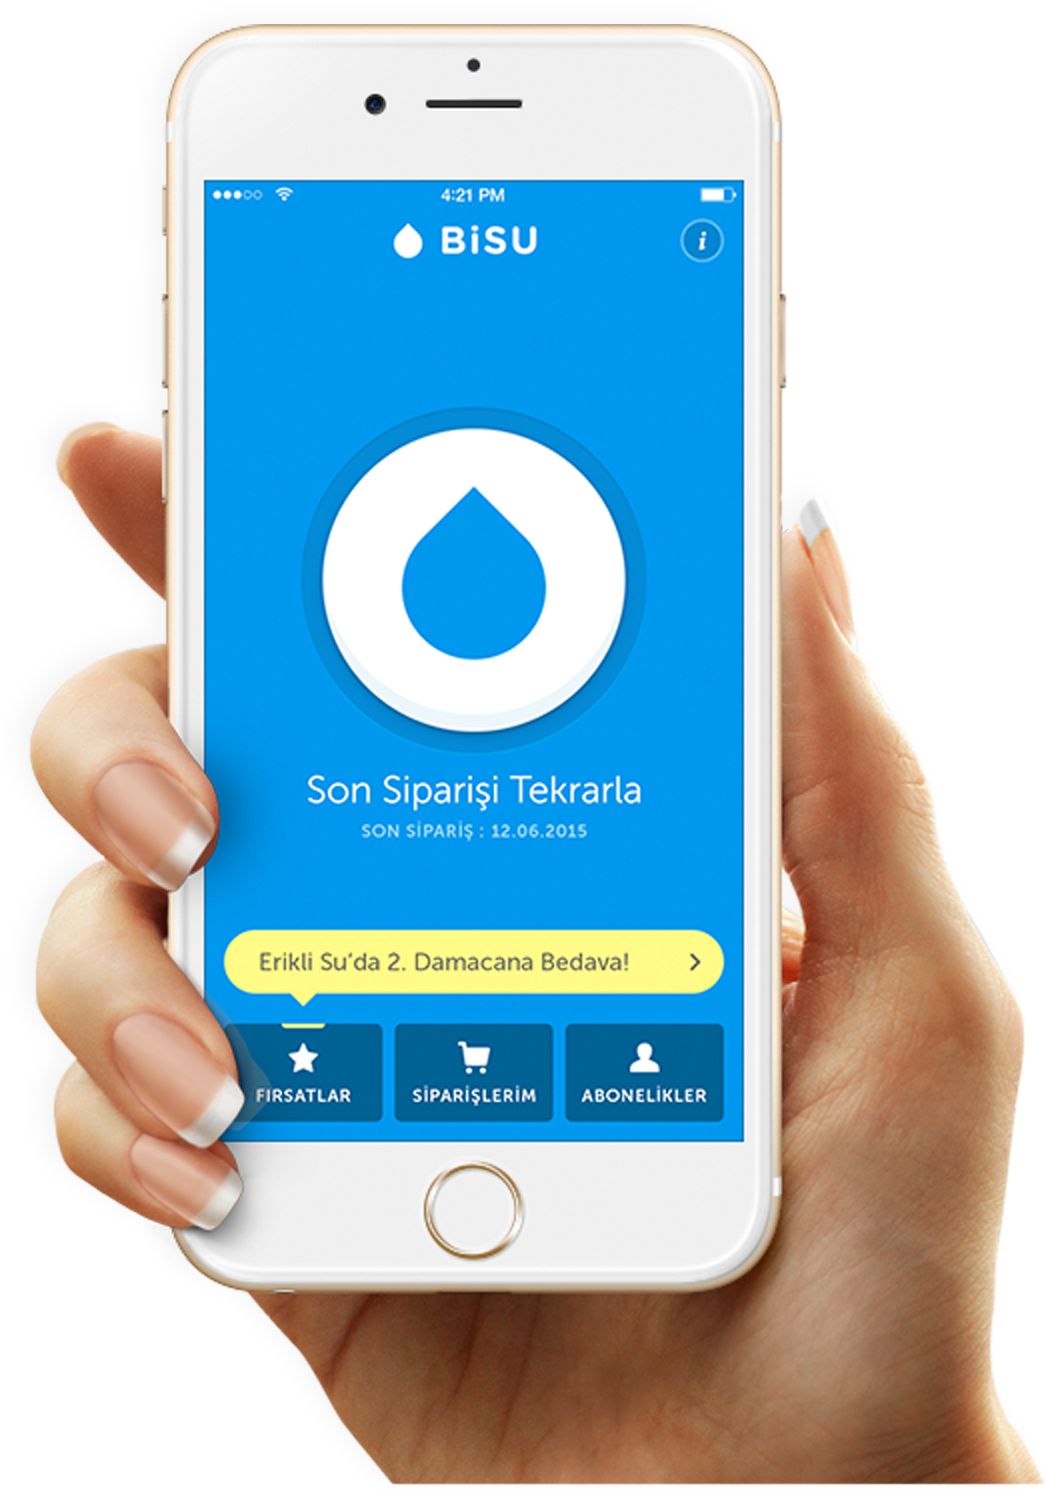 4:21 PM
BiSU
i
Son Siparişi Tekrarla
SON SİPARİŞ : 12.06.2015
Erikli Su'da 2. Damacana Bedava!
FIRSATLAR
SİPARİŞLERİM
ABONELİKLER